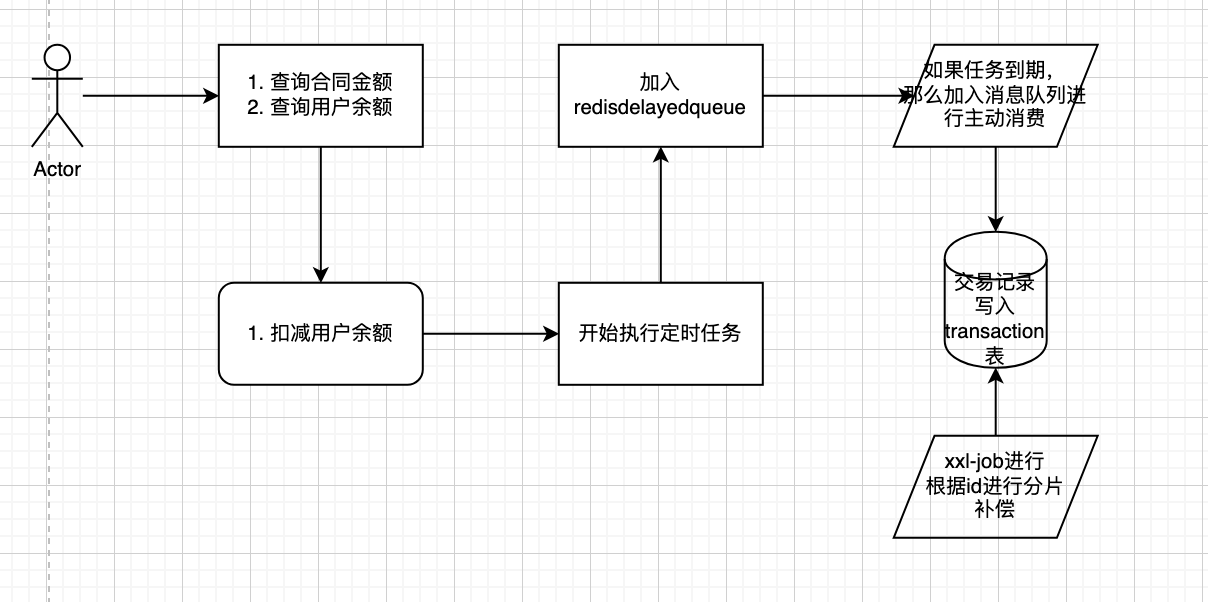 Actor
1. 查询合同金额
2. 查询用户余额
1. 扣减用户余额
开始执行定时任务
加入
redisdelayedqueue
如果任务到期，
那么加入消息队列进
行主动消费
交易记录
写入
transaction
表
xxl-job进行
根据id进行分片
补偿